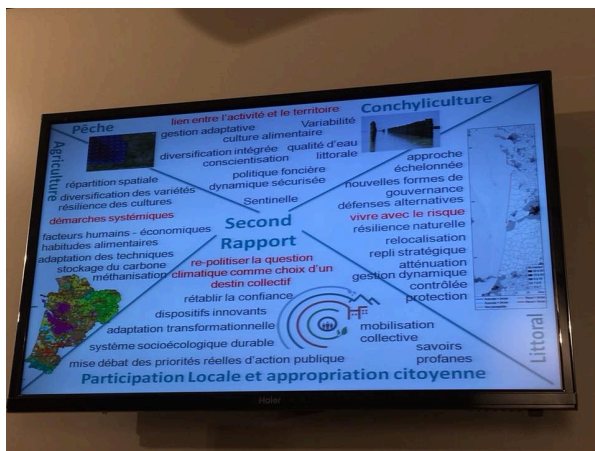 lien entre l'activité et le territoire
Pêche
Conchyliculture
gestion adaptative
Variabilité
culture alimentaire
diversification intégrée
qualité d'eau
conscientisation
littorale
politique foncière
dynamique sécurisée
Sentinelle
Agriculture
répartition spatiale
diversification des variétés
résilience des cultures
démarches systémiques
facteurs humains - économiques
habitudes alimentaires
adaptation des techniques
stockage du carbone
méthanisation
Second
Rapport
approche
échelonnée
nouvelles formes de
gouvernance
défenses alternatives
vivre avec le risque
résilience naturelle
relocalisation
repli stratégique
atténuation
gestion dynamique
contrôlée
protection
Littoral
re-politiser la question
climatique comme choix d'un
destin collectif
rétablir la confiance
dispositifs innovants
adaptation transformationnelle
système socioécologique durable
mise débat des priorités réelles d'action publique
mobilisation
collective
savoirs
profanes
Participation Locale et appropriation citoyenne
Haier